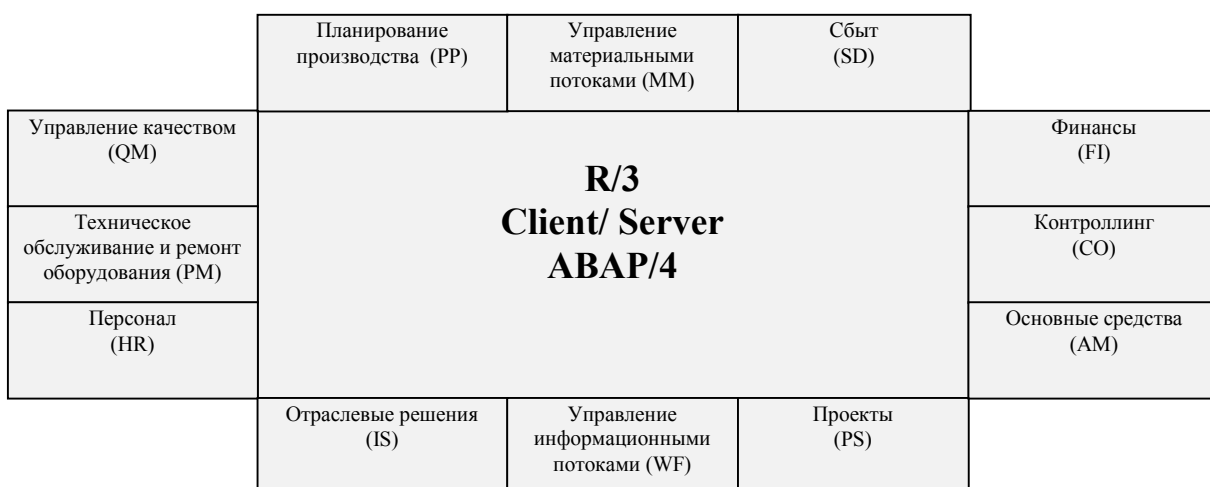 Планирование
производства (PP)
Управление
материальными
потоками (MM)
Сбыт
(SD)
Управление качеством
(QM)
Техническое
обслуживание и ремонт
оборудования (PM)
Персонал
(HR)
R/3
Client/ Server
ABAP/4
Финансы
(FI)
Контроллинг
(CO)
Основные средства
(AM)
Отраслевые решения
(IS)
Управление
информационными
потоками (WF)
Проекты
(PS)